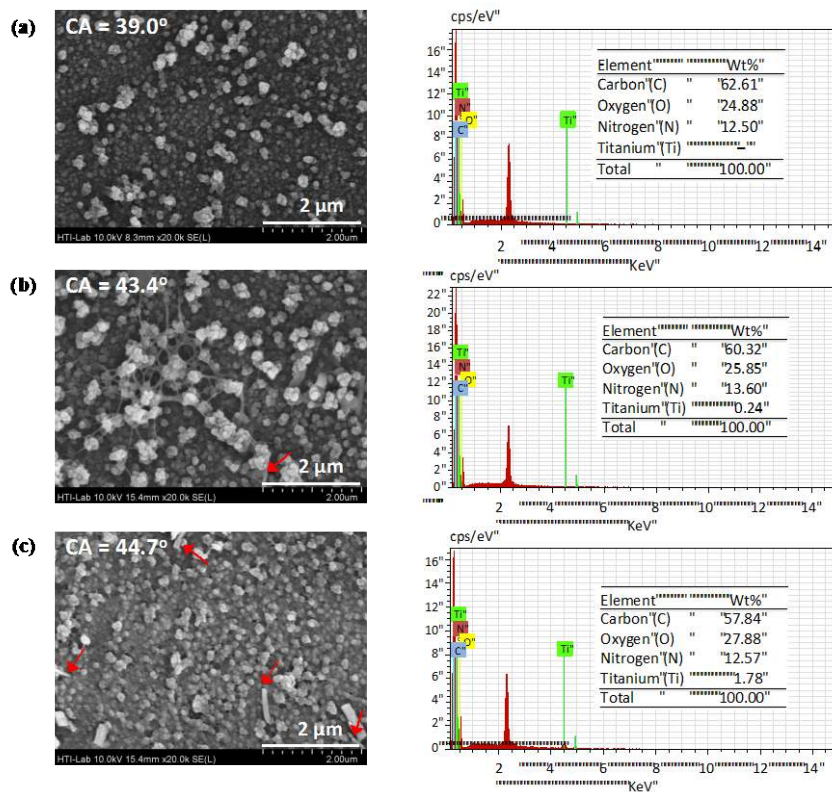 (a)
CA = 39.0°
2 µm
HTI-Lab 10.0kV 8.3mm x20.0k SE(L)
2.00um
cps/eV"
16"
14"
12"
10"
8"
6"
4"
2"
0
Ti"
N"
O"
C"
Ti"
2 4 6 8 10 12 14
KeV"
Element" Wt%"
Carbon"(C) " "62.61"
Oxygen"(O) " "24.88"
Nitrogen"(N) " "12.50"
Titanium"(Ti) "–"
Total " "100.00"
(b)
CA = 43.4°
2 µm
HTI-Lab 10.0kV 15.4mm x20.0k SE(L)
2.00um
cps/eV"
22"
20"
18"
16"
14"
12"
10"
8"
6"
4"
2"
0"
Ti"
N"
O"
C"
Ti"
2 4 6 8 10 12 14
KeV"
Element" Wt%"
Carbon"(C) " "60.32"
Oxygen"(O) " "25.85"
Nitrogen"(N) " "13.60"
Titanium"(Ti) "0.24"
Total " "100.00"
(c)
CA = 44.7°
2 µm
HTI-Lab 10.0kV 15.4mm x20.0k SE(L)
2.00um
cps/eV"
16"
14"
12"
10"
8"
6"
4"
2"
0
Ti"
N"
O"
C"
Ti"
2 4 6 8 10 12 14
KeV"
Element" Wt%"
Carbon"(C) " "57.84"
Oxygen"(O) " "27.88"
Nitrogen"(N) " "12.57"
Titanium"(Ti) "1.78"
Total " "100.00"